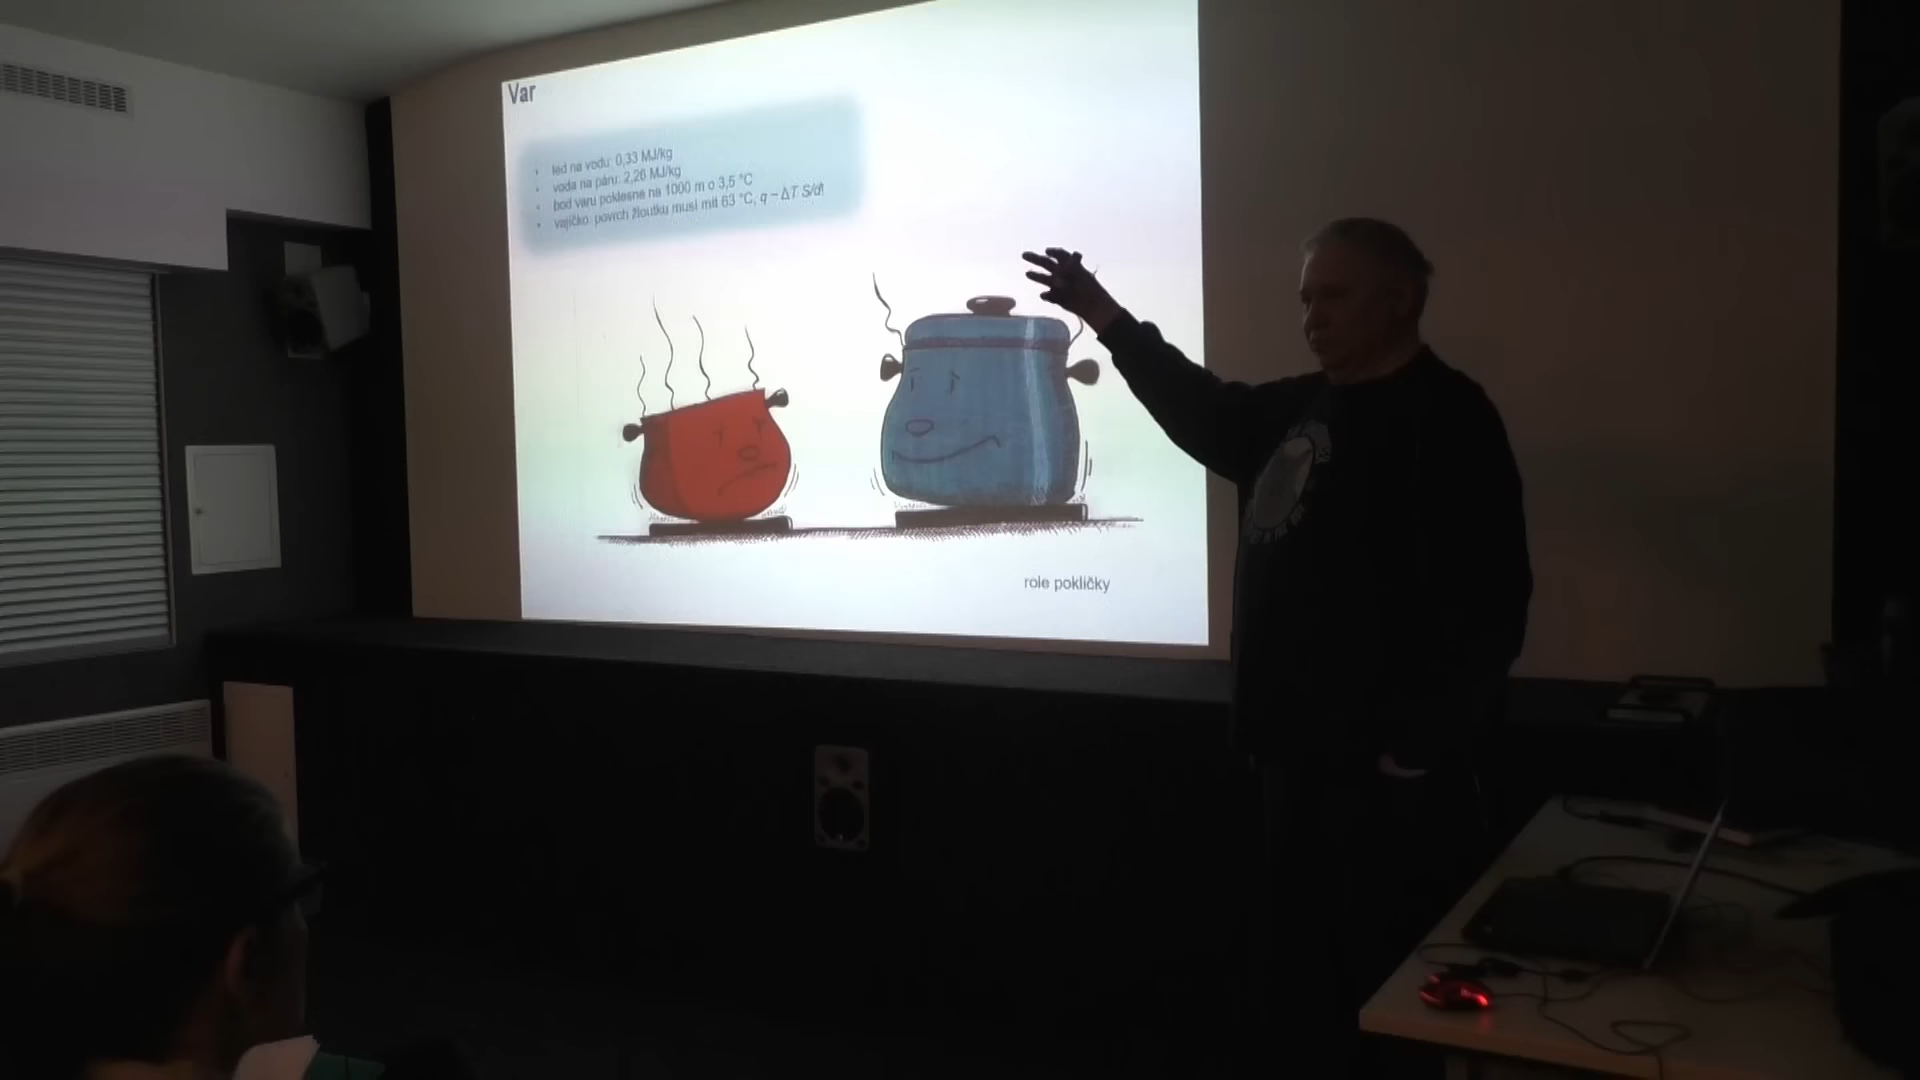 Var
led na vodu: 0,33 MJ/kg
voda na páru: 2,26 MJ/kg
bod varu poklesne na 1000 m o 3,5 °C
vajíčko: povrch žloutku musí mít 63 °C, q ~ ΔT S/d
role pokličky